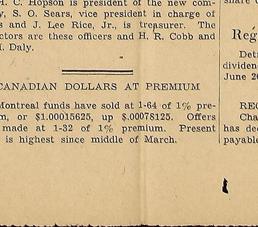 H. C. Hopson is president of the new com-
y, S. O. Sears, vice president in charge of
s and J. Lee Rice, Jr., is treasurer. The
ctors are these officers and H. R. Cobb and
I. Daly.
CANADIAN DOLLARS AT PREMIUM
Montreal funds have sold at 1-64 of 1% pre-
m, or $1.00015625, up $.00078125. Offers
made at 1-32 of 1% premium. Present
is highest since middle of March.
Reg
Detr
dividen
June 20
REC
Cha
has dec
payable